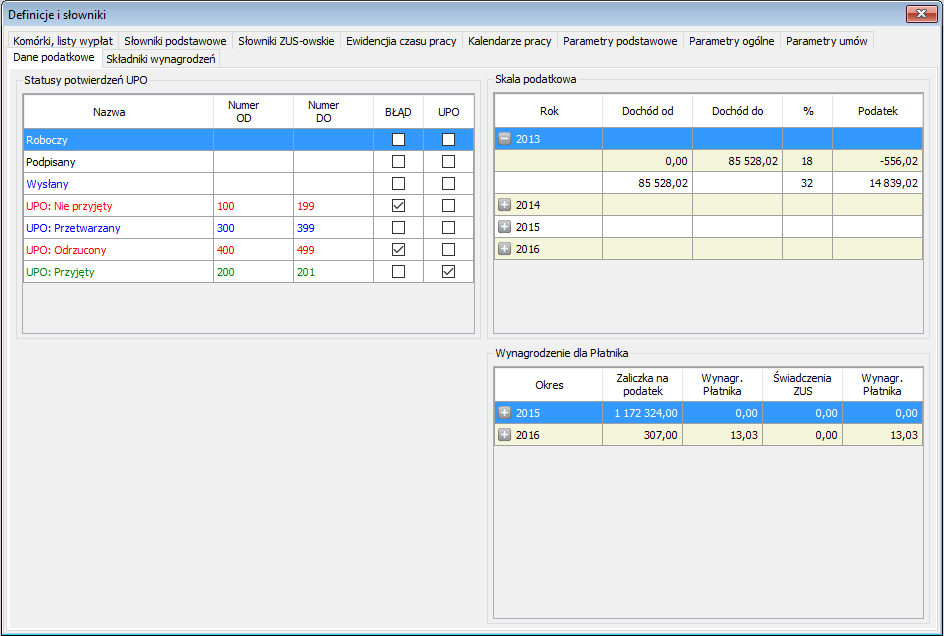 Definicje i słowniki
Komórki, listy wypłat Słowniki podstawowe Słowniki ZUS-owskie Ewidencjia czasu pracy Kalendarze pracy Parametry podstawowe Parametry ogólne Parametry umów
Dane podatkowe Składniki wynagrodzeń
Statusy potwierdzeń UPO
Nazwa Numer OD Numer DO BŁĄD UPO
Roboczy
Podpisany
Wysłany
UPO: Nie przyjęty 100 199
UPO: Przetwarzany 300 399
UPO: Odrzucony 400 499
UPO: Przyjęty 200 201
Skala podatkowa
Rok Dochód od Dochód do % Podatek
2013
0,00 85 528,02 18 -556,02
85 528,02 32 14 839,02
2014
2015
2016
Wynagrodzenie dla Płatnika
Okres Zaliczka na podatek Wynagr. Płatnika Świadczenia ZUS Wynagr. Płatnika
2015 1 172 324,00 0,00 0,00 0,00
2016 307,00 13,03 0,00 13,03